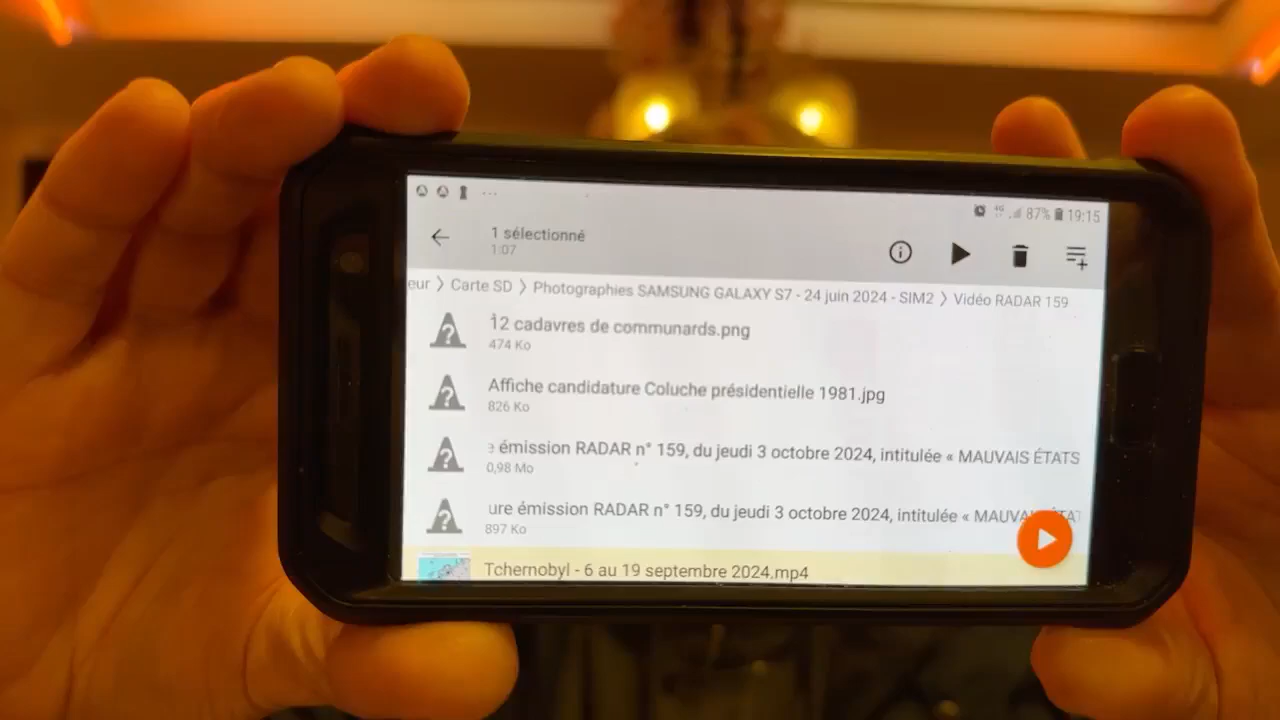 87% 19:15
1 sélectionné
1:07
eur > Carte SD > Photographies SAMSUNG GALAXY S7 - 24 juin 2024 - SIM2 > Vidéo RADAR 159
12 cadavres de communards.png
474 Ko
Affiche candidature Coluche présidentielle 1981.jpg
826 Ko
e émission RADAR n° 159, du jeudi 3 octobre 2024, intitulée « MAUVAIS ÉTATS
0,98 Mo
ure émission RADAR n° 159, du jeudi 3 octobre 2024, intitulée «
897 Ko
Tchernobyl - 6 au 19 septembre 2024.mp4